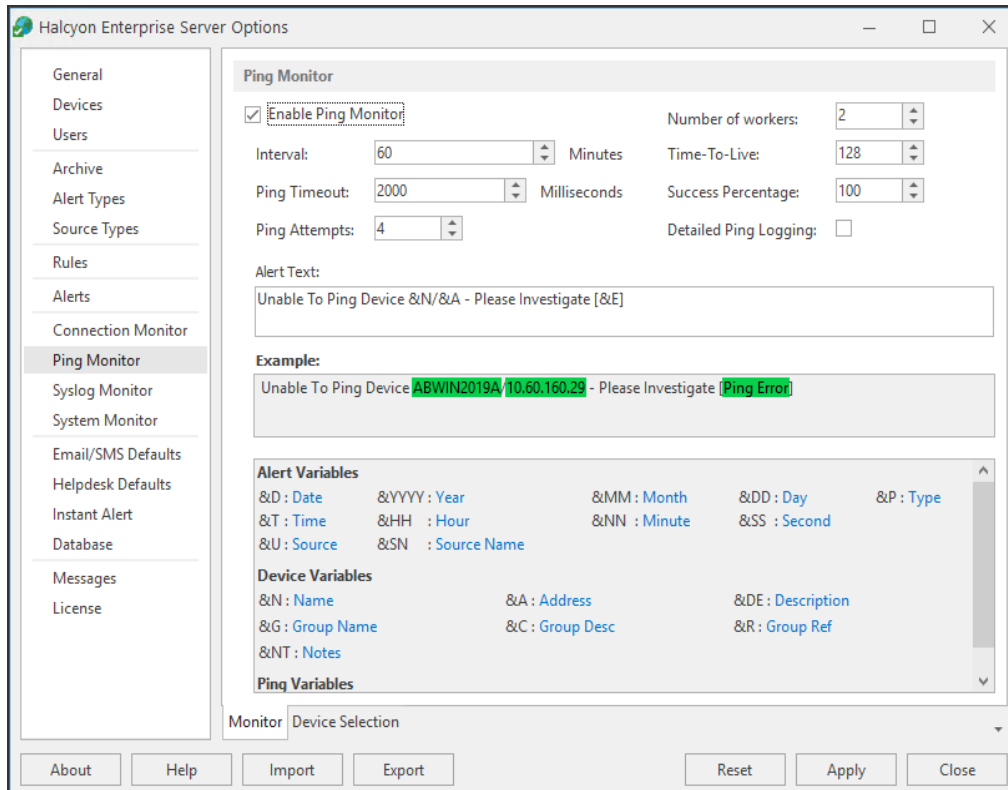 Halcyon Enterprise Server Options
General
Devices
Users
Archive
Alert Types
Source Types
Rules
Alerts
Connection Monitor
Ping Monitor
Syslog Monitor
System Monitor
Email/SMS Defaults
Helpdesk Defaults
Instant Alert
Database
Messages
License
Ping Monitor
Enable Ping Monitor
Number of workers: 2
Interval: 60 Minutes
Time-To-Live: 128
Ping Timeout: 2000 Milliseconds
Success Percentage: 100
Ping Attempts: 4
Detailed Ping Logging:
Alert Text:
Unable To Ping Device &N/&A - Please Investigate [&E]
Example:
Unable To Ping Device ABWIN2019A/10.60.160.29 - Please Investigate [Ping Error]
Alert Variables
&D : Date &YYYY : Year &MM : Month &DD : Day &P : Type
&T : Time &HH : Hour &NN : Minute &SS : Second
&U : Source &SN : Source Name
Device Variables
&N : Name &A : Address &DE : Description
&G : Group Name &C : Group Desc &R : Group Ref
&NT : Notes
Ping Variables
Monitor Device Selection
About Help Import Export Reset Apply Close